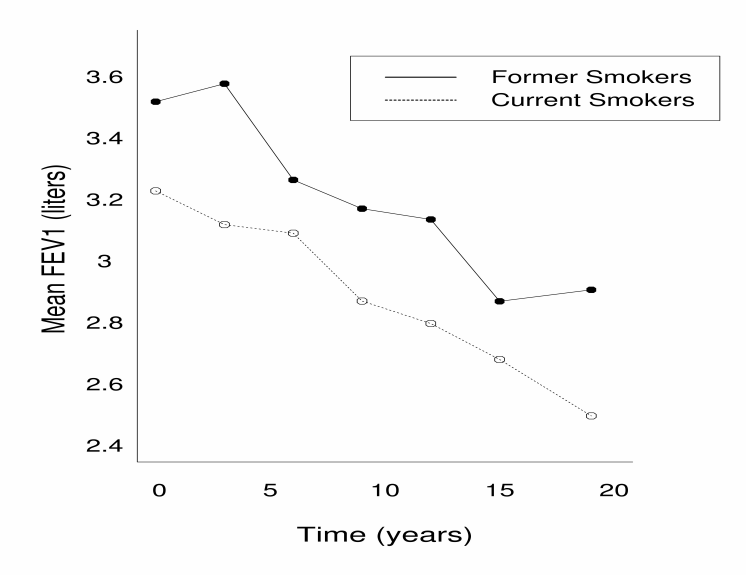 3.6
3.4
3.2
3
2.8
2.6
2.4
Mean FEV1 (liters)
Former Smokers
Current Smokers
0 5 10 15 20
Time (years)